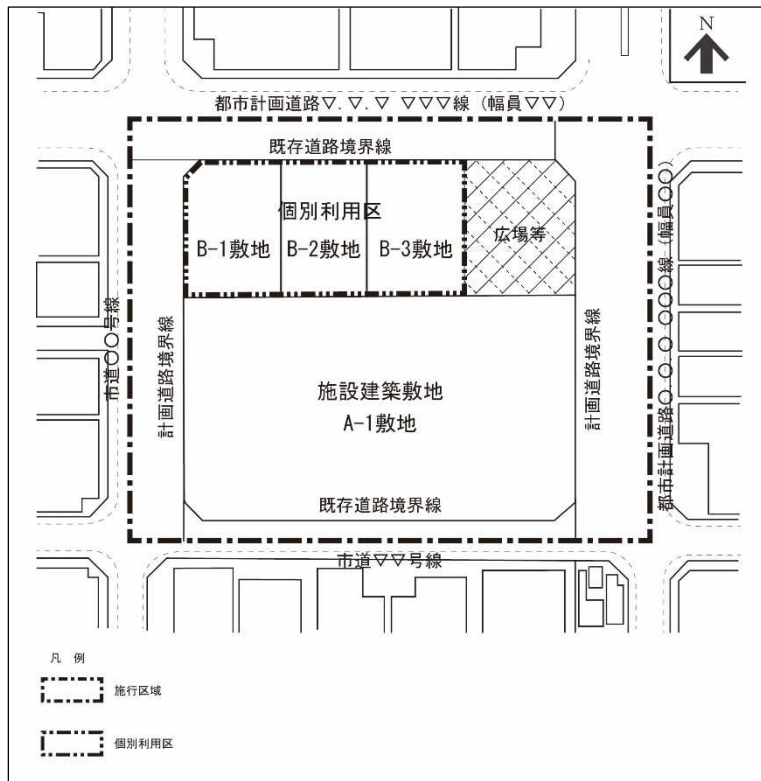 N
都市計画道路▽.▽.▽ ▽▽▽線（幅員▽▽）
既存道路境界線
個別利用区
B-1敷地
B-2敷地
B-3敷地
広場等
市道○○号線
計画道路境界線
施設建築敷地
A-1敷地
計画道路境界線
都市計画道路○.○.○ ○○○線（幅員○○）
既存道路境界線
市道▽▽号線
凡 例
施行区域
個別利用区